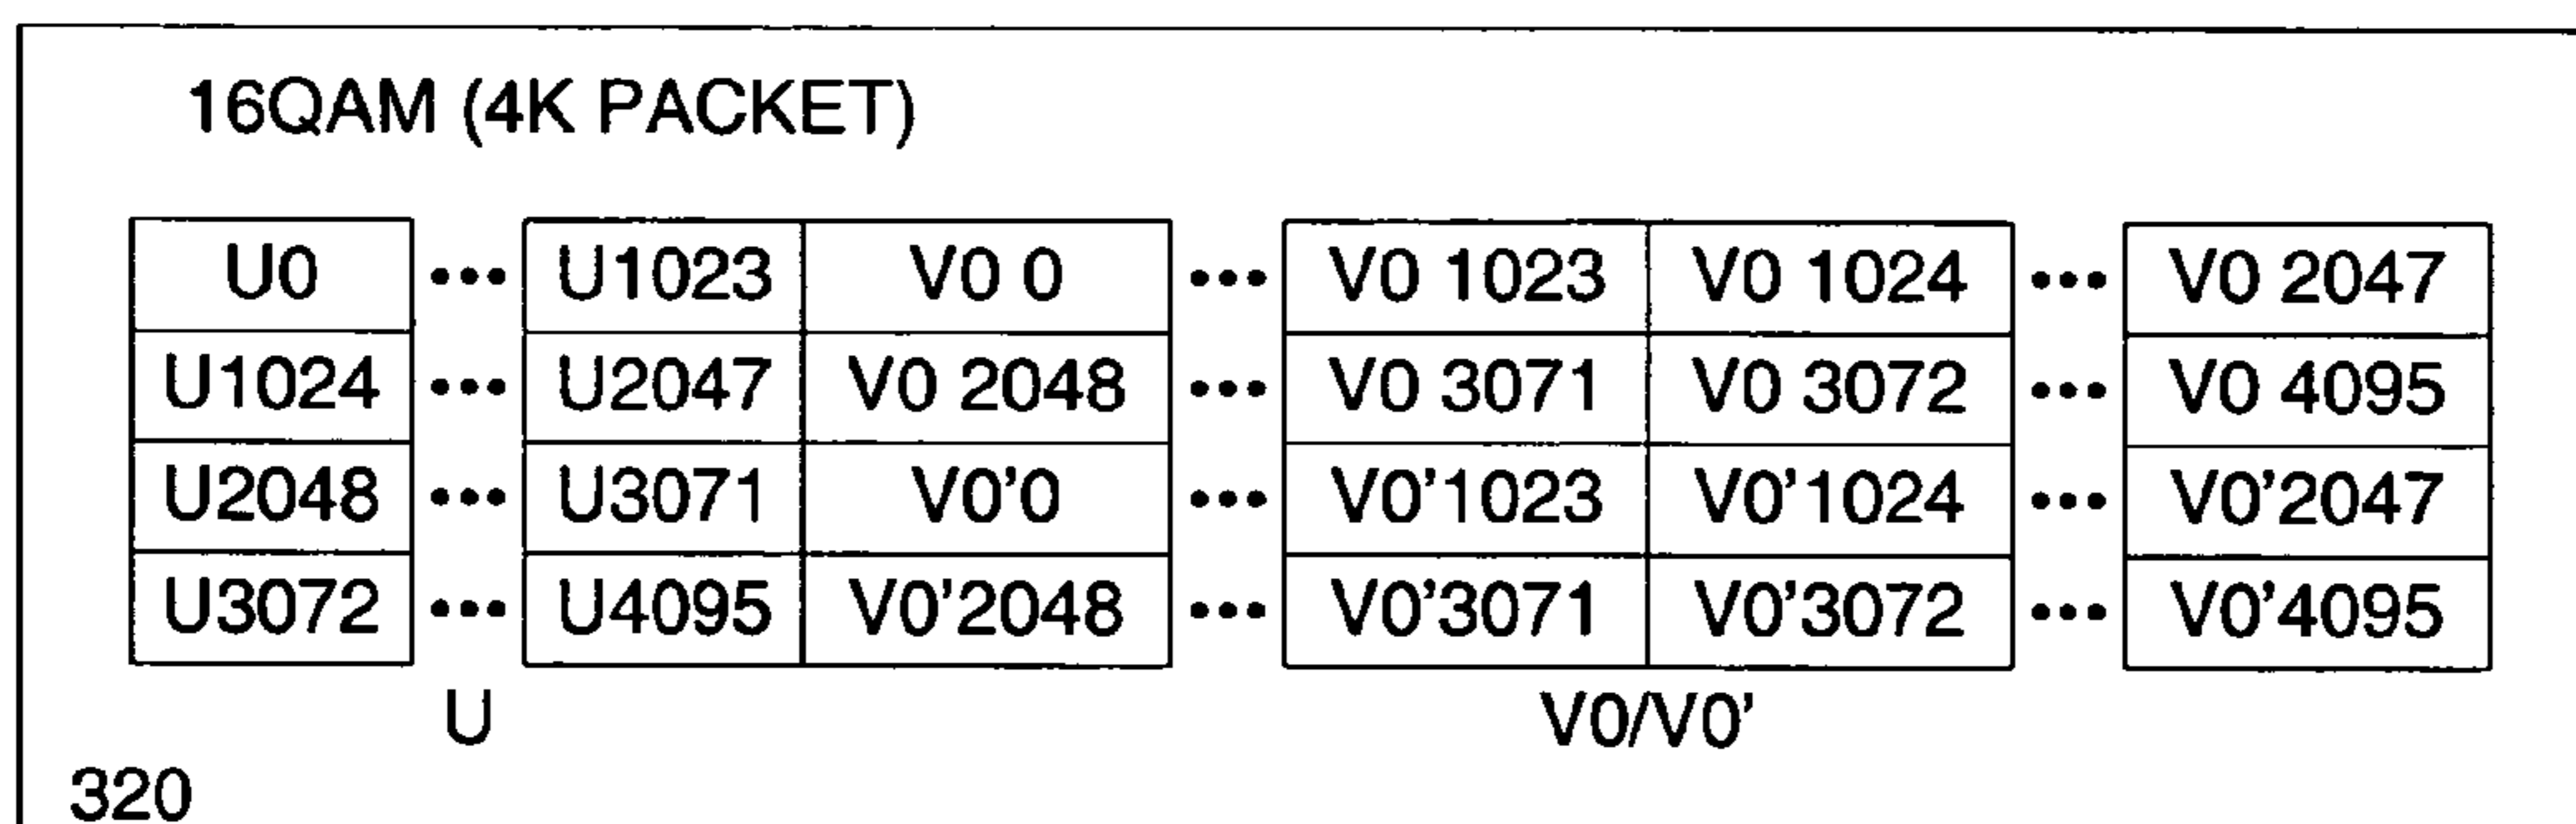 16QAM (4K PACKET)
U0 ••• U1023 V0 0 ••• V0 1023 V0 1024 ••• V0 2047
U1024 ••• U2047 V0 2048 ••• V0 3071 V0 3072 ••• V0 4095
U2048 ••• U3071 V0'0 ••• V0'1023 V0'1024 ••• V0'2047
U3072 ••• U4095 V0'2048 ••• V0'3071 V0'3072 ••• V0'4095
U V0/V0'
320